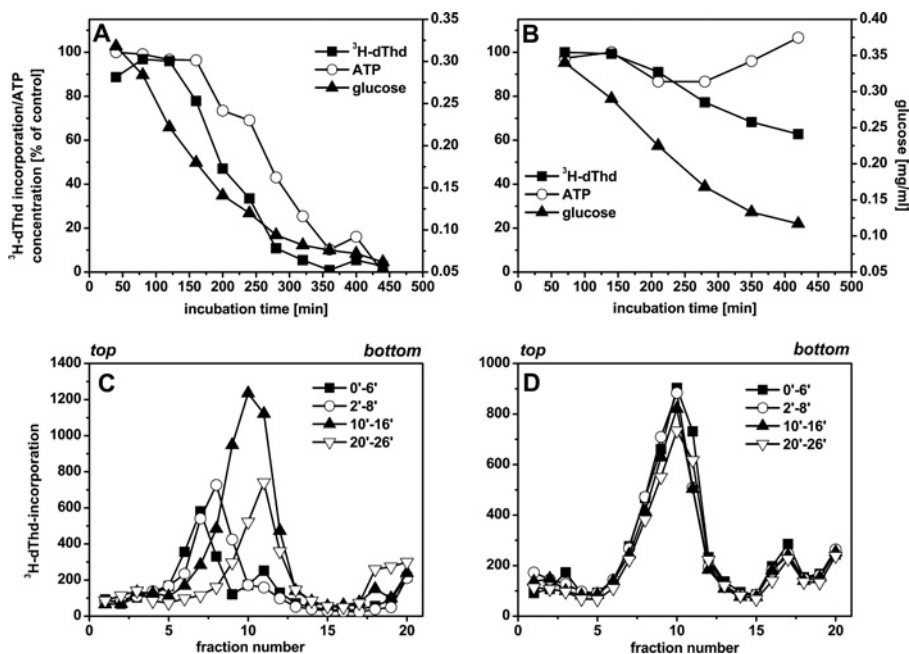 A
³H-dThd
ATP
glucose
³H-dThd incorporation/ATP
concentration [% of control]
100
80
60
40
20
0
0.35
0.30
0.25
0.20
0.15
0.10
0.05
0 50 100 150 200 250 300 350 400 450 500
incubation time [min]
B
³H-dThd
ATP
glucose
100
80
60
40
20
0
0.40
0.35
0.30
0.25
0.20
0.15
0.10
0.05
glucose [mg/ml]
0 50 100 150 200 250 300 350 400 450 500
incubation time [min]
top bottom
C
0'-6'
2'-8'
10'-16'
20'-26'
³H-dThd-incorporation
1400
1200
1000
800
600
400
200
0
0 5 10 15 20
fraction number
top bottom
D
0'-6'
2'-8'
10'-16'
20'-26'
1000
800
600
400
200
0
0 5 10 15 20
fraction number